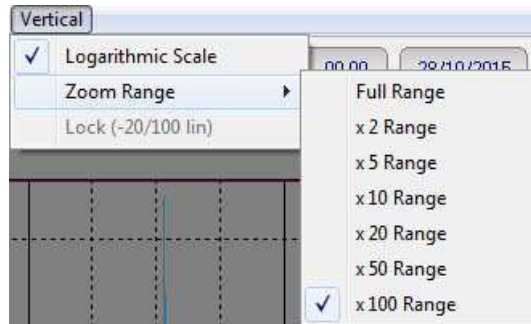 Vertical
Logarithmic Scale
00.00 28/10/2015
Zoom Range
Full Range
Lock (-20/100 lin)
x 2 Range
x 5 Range
x 10 Range
x 20 Range
x 50 Range
x 100 Range